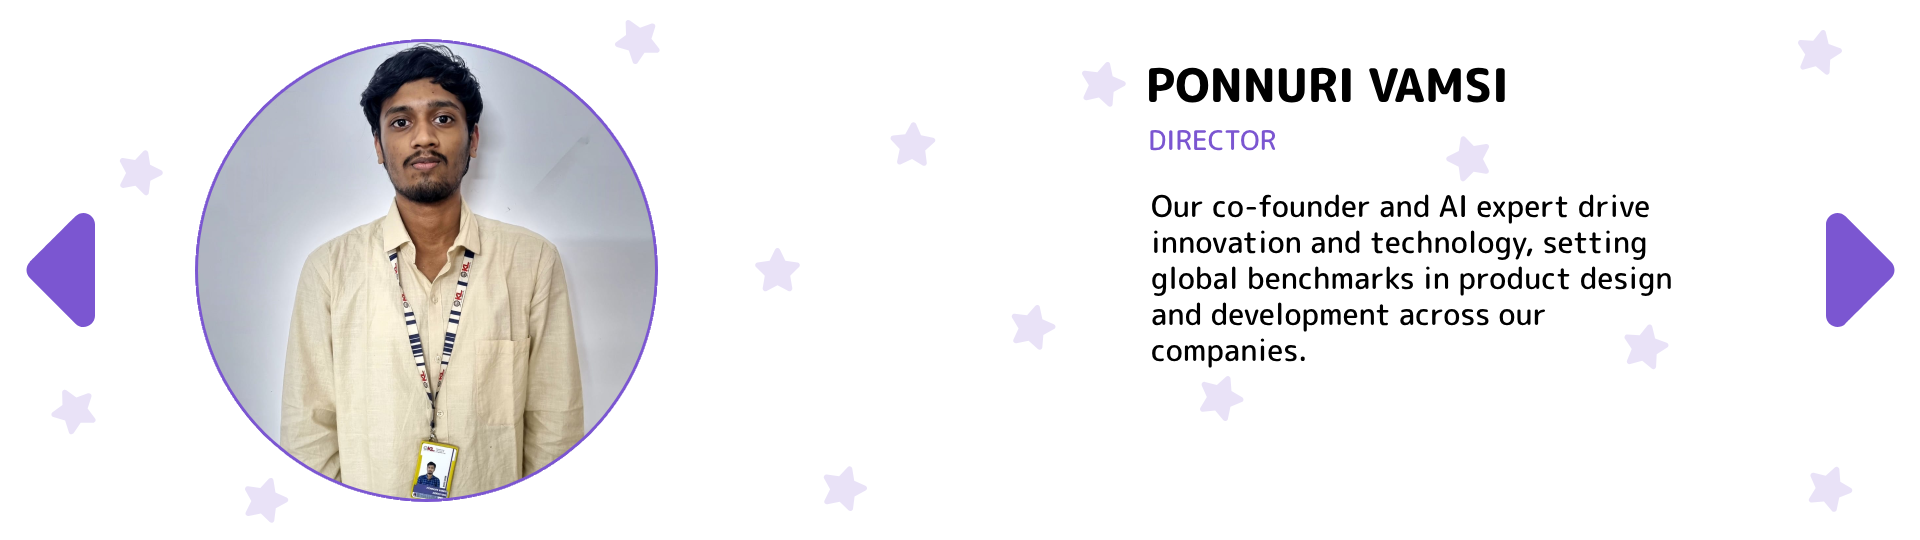 PONNURI VAMSI
DIRECTOR
Our co-founder and AI expert drive
innovation and technology, setting
global benchmarks in product design
and development across our
companies.
KL